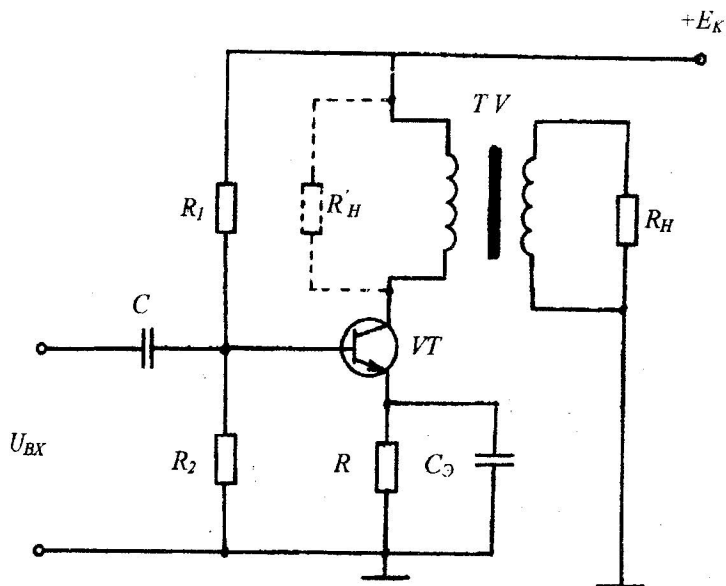 +E_K
TV
R_1
R'_H
R_H
C
VT
U_BX
R_2
R
C_Э